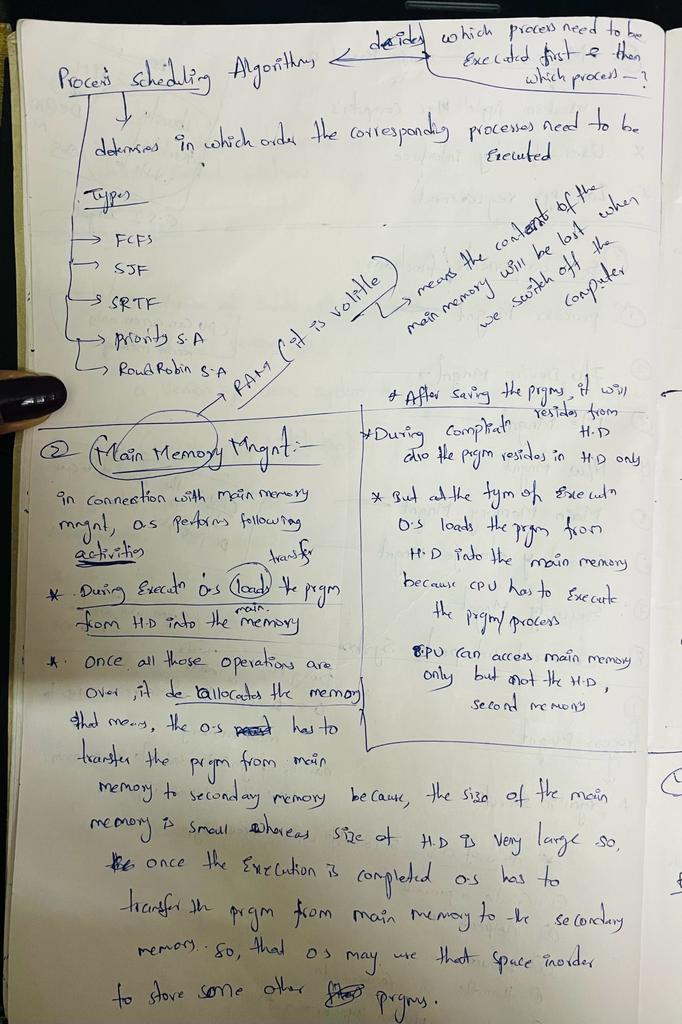 Process Scheduling Algorithms
decides which process need to be
Executed first & then
which process - ?
determines in which order the corresponding processes need to be
Executed
Types
FCFS
SJF
SRTF
priority S.A
Round Robin S.A
RAM (it is volitle)
means the content of the
main memory will be lost when
we switch off the
computer
② Main Memory Mngnt:-
in connection with main memory
mngnt, o.s performs following
activities
transfer
* During Executn o.s loads the prgm
from H.D into the main memory
* Once all those operations are
over, it de allocates the memory
that means, the o.s has to
transfer the prgm from main
memory to secondary memory because, the size of the main
memory is small whereas size of H.D is very large so,
once the Execution is completed o.s has to
transfer the prgm from main memory to the secondary
memory. So, that o.s may use that space inorder
to store some other prgms.
* After saving the prgms, it will
resides from
H.D
* During compliatn
also the prgm resides in H.D only
* But at the tym of Executn
O.S loads the prgm from
H.D into the main memory
because CPU has to Execute
the prgm/process
CPU can access main memory
only but not the H.D,
second memory